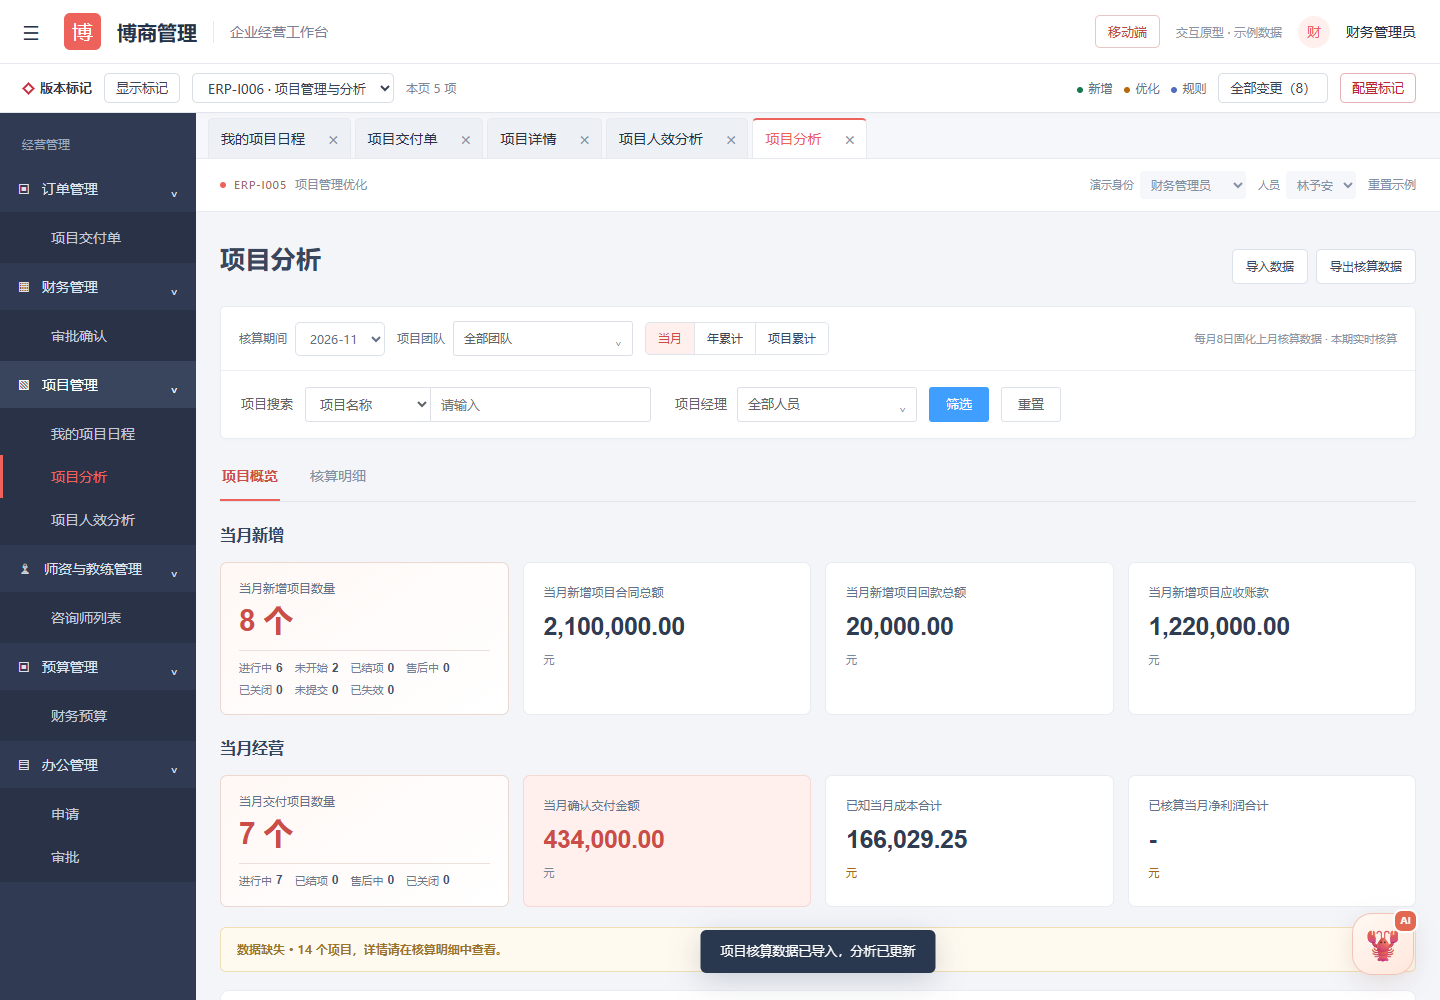 ☰ 博 博商管理 企业经营工作台 移动端 交互原型 · 示例数据 财 财务管理员
版本标记 显示标记 ERP-I006 · 项目管理与分析 本页 5 项 新增 优化 规则 全部变更（8） 配置标记
经营管理
订单管理
项目交付单
财务管理
审批确认
项目管理
我的项目日程
项目分析
项目人效分析
师资与教练管理
咨询师列表
预算管理
财务预算
办公管理
申请
审批
我的项目日程 × 项目交付单 × 项目详情 × 项目人效分析 × 项目分析 ×
ERP-I005 项目管理优化 演示身份 财务管理员 人员 林予安 重置示例
项目分析
导入数据 导出核算数据
核算期间 2026-11 项目团队 全部团队 当月 年累计 项目累计 每月8日固化上月核算数据 · 本期实时核算
项目搜索 项目名称 请输入 项目经理 全部人员 筛选 重置
项目概览 核算明细
当月新增
当月新增项目数量
8 个
进行中 6 未开始 2 已结项 0 售后中 0
已关闭 0 未提交 0 已失效 0
当月新增项目合同总额
2,100,000.00
元
当月新增项目回款总额
20,000.00
元
当月新增项目应收账款
1,220,000.00
元
当月经营
当月交付项目数量
7 个
进行中 7 已结项 0 售后中 0 已关闭 0
当月确认交付金额
434,000.00
元
已知当月成本合计
166,029.25
元
已核算当月净利润合计
-
元
数据缺失 · 14 个项目，详情请在核算明细中查看。
项目核算数据已导入，分析已更新
AI